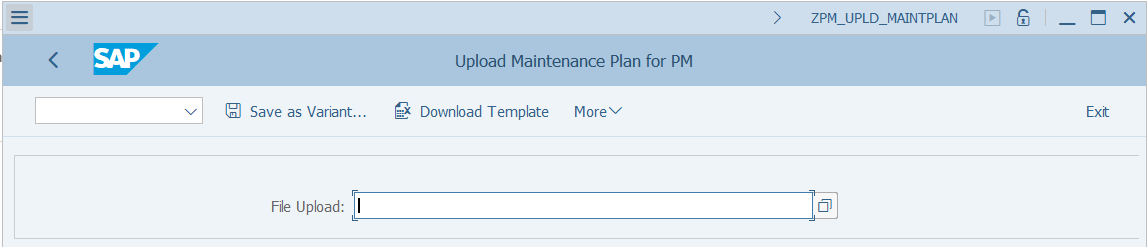 ZPM_UPLD_MAINTPLAN
SAP Upload Maintenance Plan for PM
Save as Variant... Download Template More Exit
File Upload: